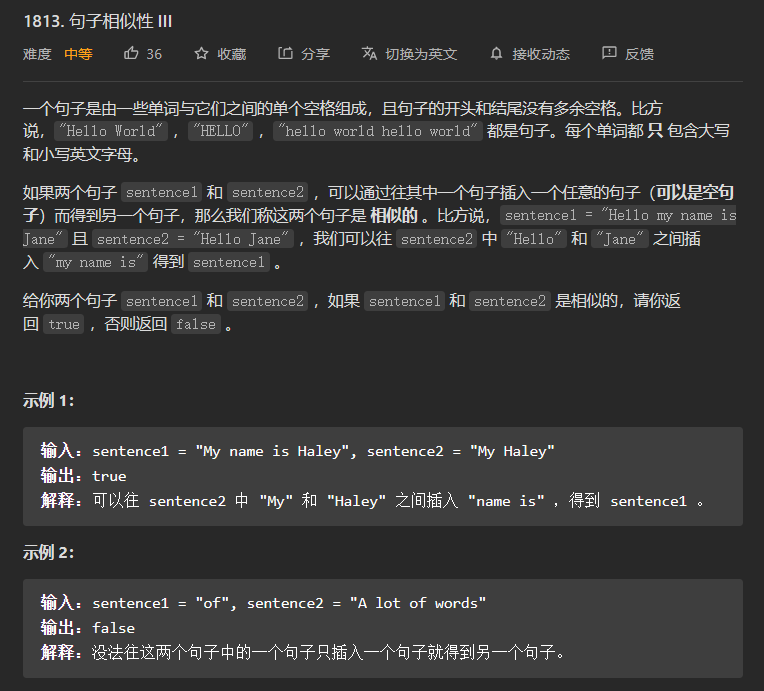 1813. 句子相似性 III
难度 中等 36 收藏 分享 切换为英文 接收动态 反馈
一个句子是由一些单词与它们之间的单个空格组成，且句子的开头和结尾没有多余空格。比方
说，"Hello World" ，"HELLO" ，"hello world hello world" 都是句子。每个单词都 只 包含大写
和小写英文字母。
如果两个句子 sentence1 和 sentence2 ，可以通过往其中一个句子插入一个任意的句子（可以是空句
子）而得到另一个句子，那么我们称这两个句子是 相似的 。比方说，sentence1 = "Hello my name is
Jane" 且 sentence2 = "Hello Jane" ，我们可以往 sentence2 中 "Hello" 和 "Jane" 之间插
入 "my name is" 得到 sentence1 。
给你两个句子 sentence1 和 sentence2 ，如果 sentence1 和 sentence2 是相似的，请你返
回 true ，否则返回 false 。
示例 1：
输入：sentence1 = "My name is Haley", sentence2 = "My Haley"
输出：true
解释：可以往 sentence2 中 "My" 和 "Haley" 之间插入 "name is" ，得到 sentence1 。
示例 2：
输入：sentence1 = "of", sentence2 = "A lot of words"
输出：false
解释：没法往这两个句子中的一个句子只插入一个句子就得到另一个句子。